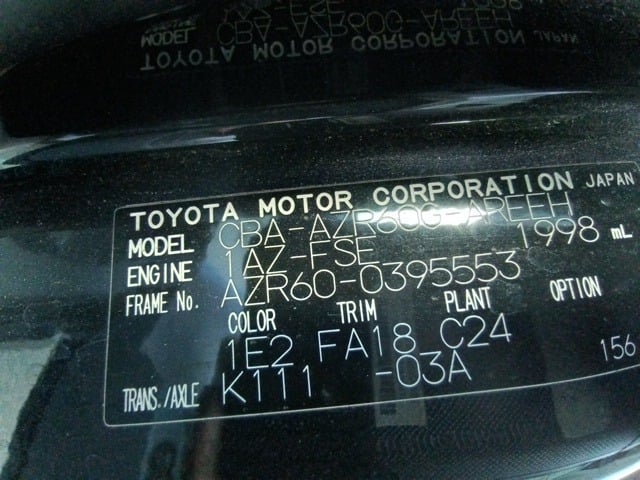 TOYOTA MOTOR CORPORATION JAPAN
MODEL CBA-AZR60G-AREEH
ENGINE 1AZ-FSE 1998 mL
FRAME No. AZR60-0395553
COLOR TRIM PLANT OPTION
1E2 FA18 C24
TRANS./AXLE K111 -03A 156